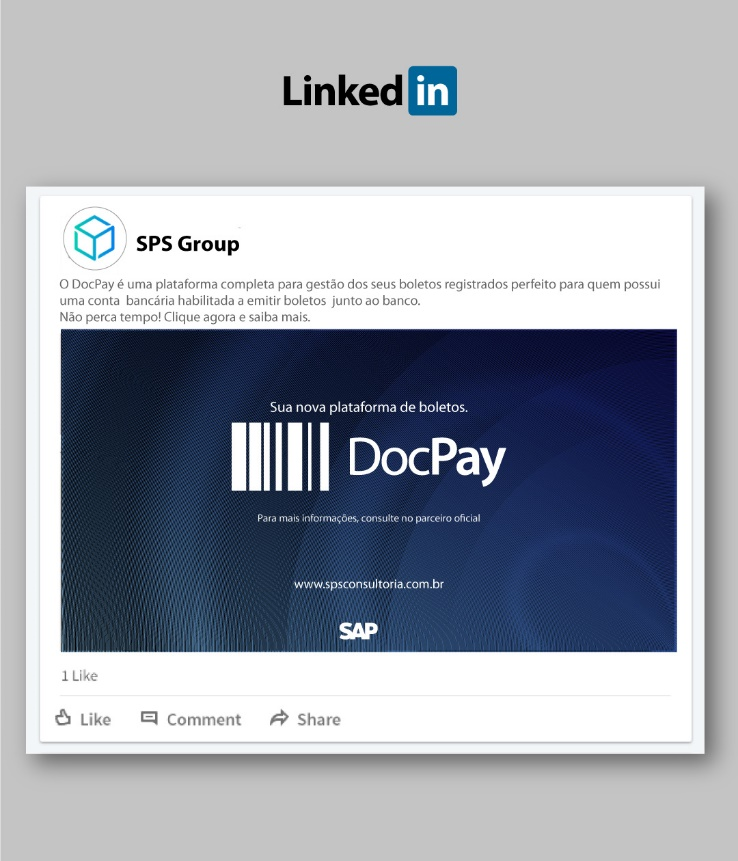 Linked in
SPS Group
O DocPay é uma plataforma completa para gestão dos seus boletos registrados perfeito para quem possui
uma conta bancária habilitada a emitir boletos junto ao banco.
Não perca tempo! Clique agora e saiba mais.
Sua nova plataforma de boletos.
DocPay
Para mais informações, consulte no parceiro oficial
www.spsconsultoria.com.br
SAP
1 Like
Like Comment Share